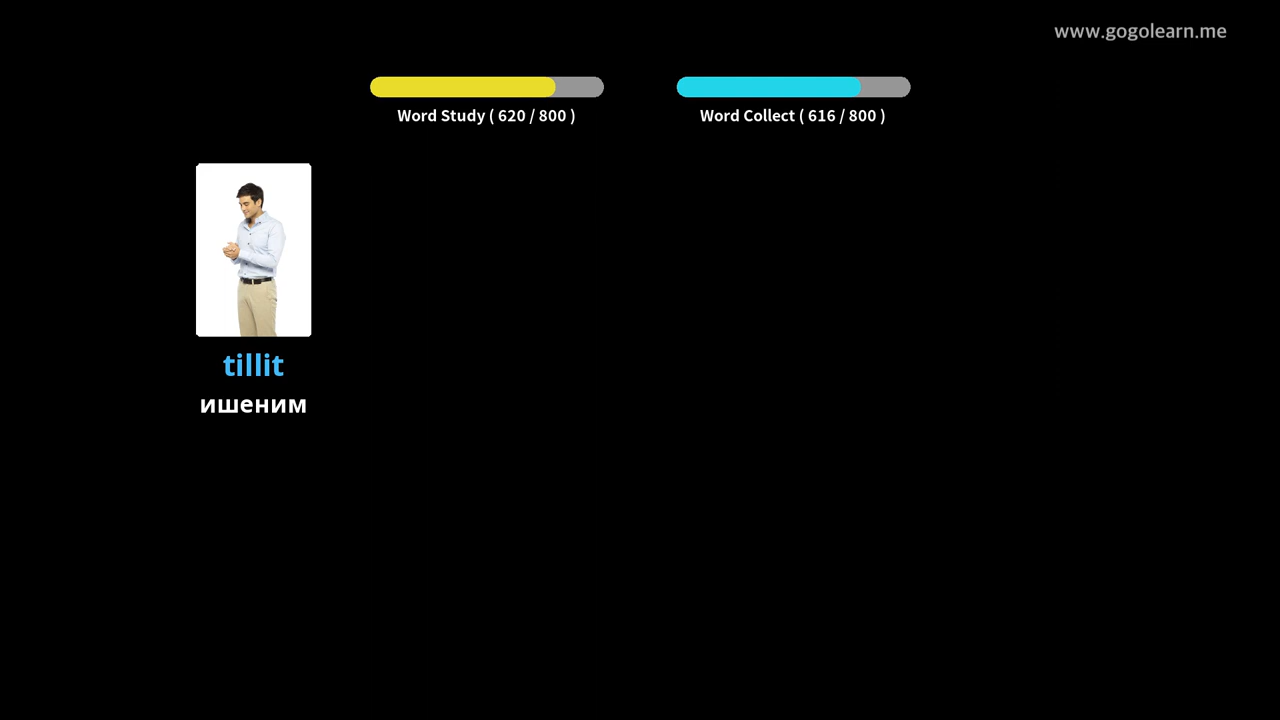 www.gogolearn.me
Word Study ( 620 / 800 )
Word Collect ( 616 / 800 )
tillit
ишеним